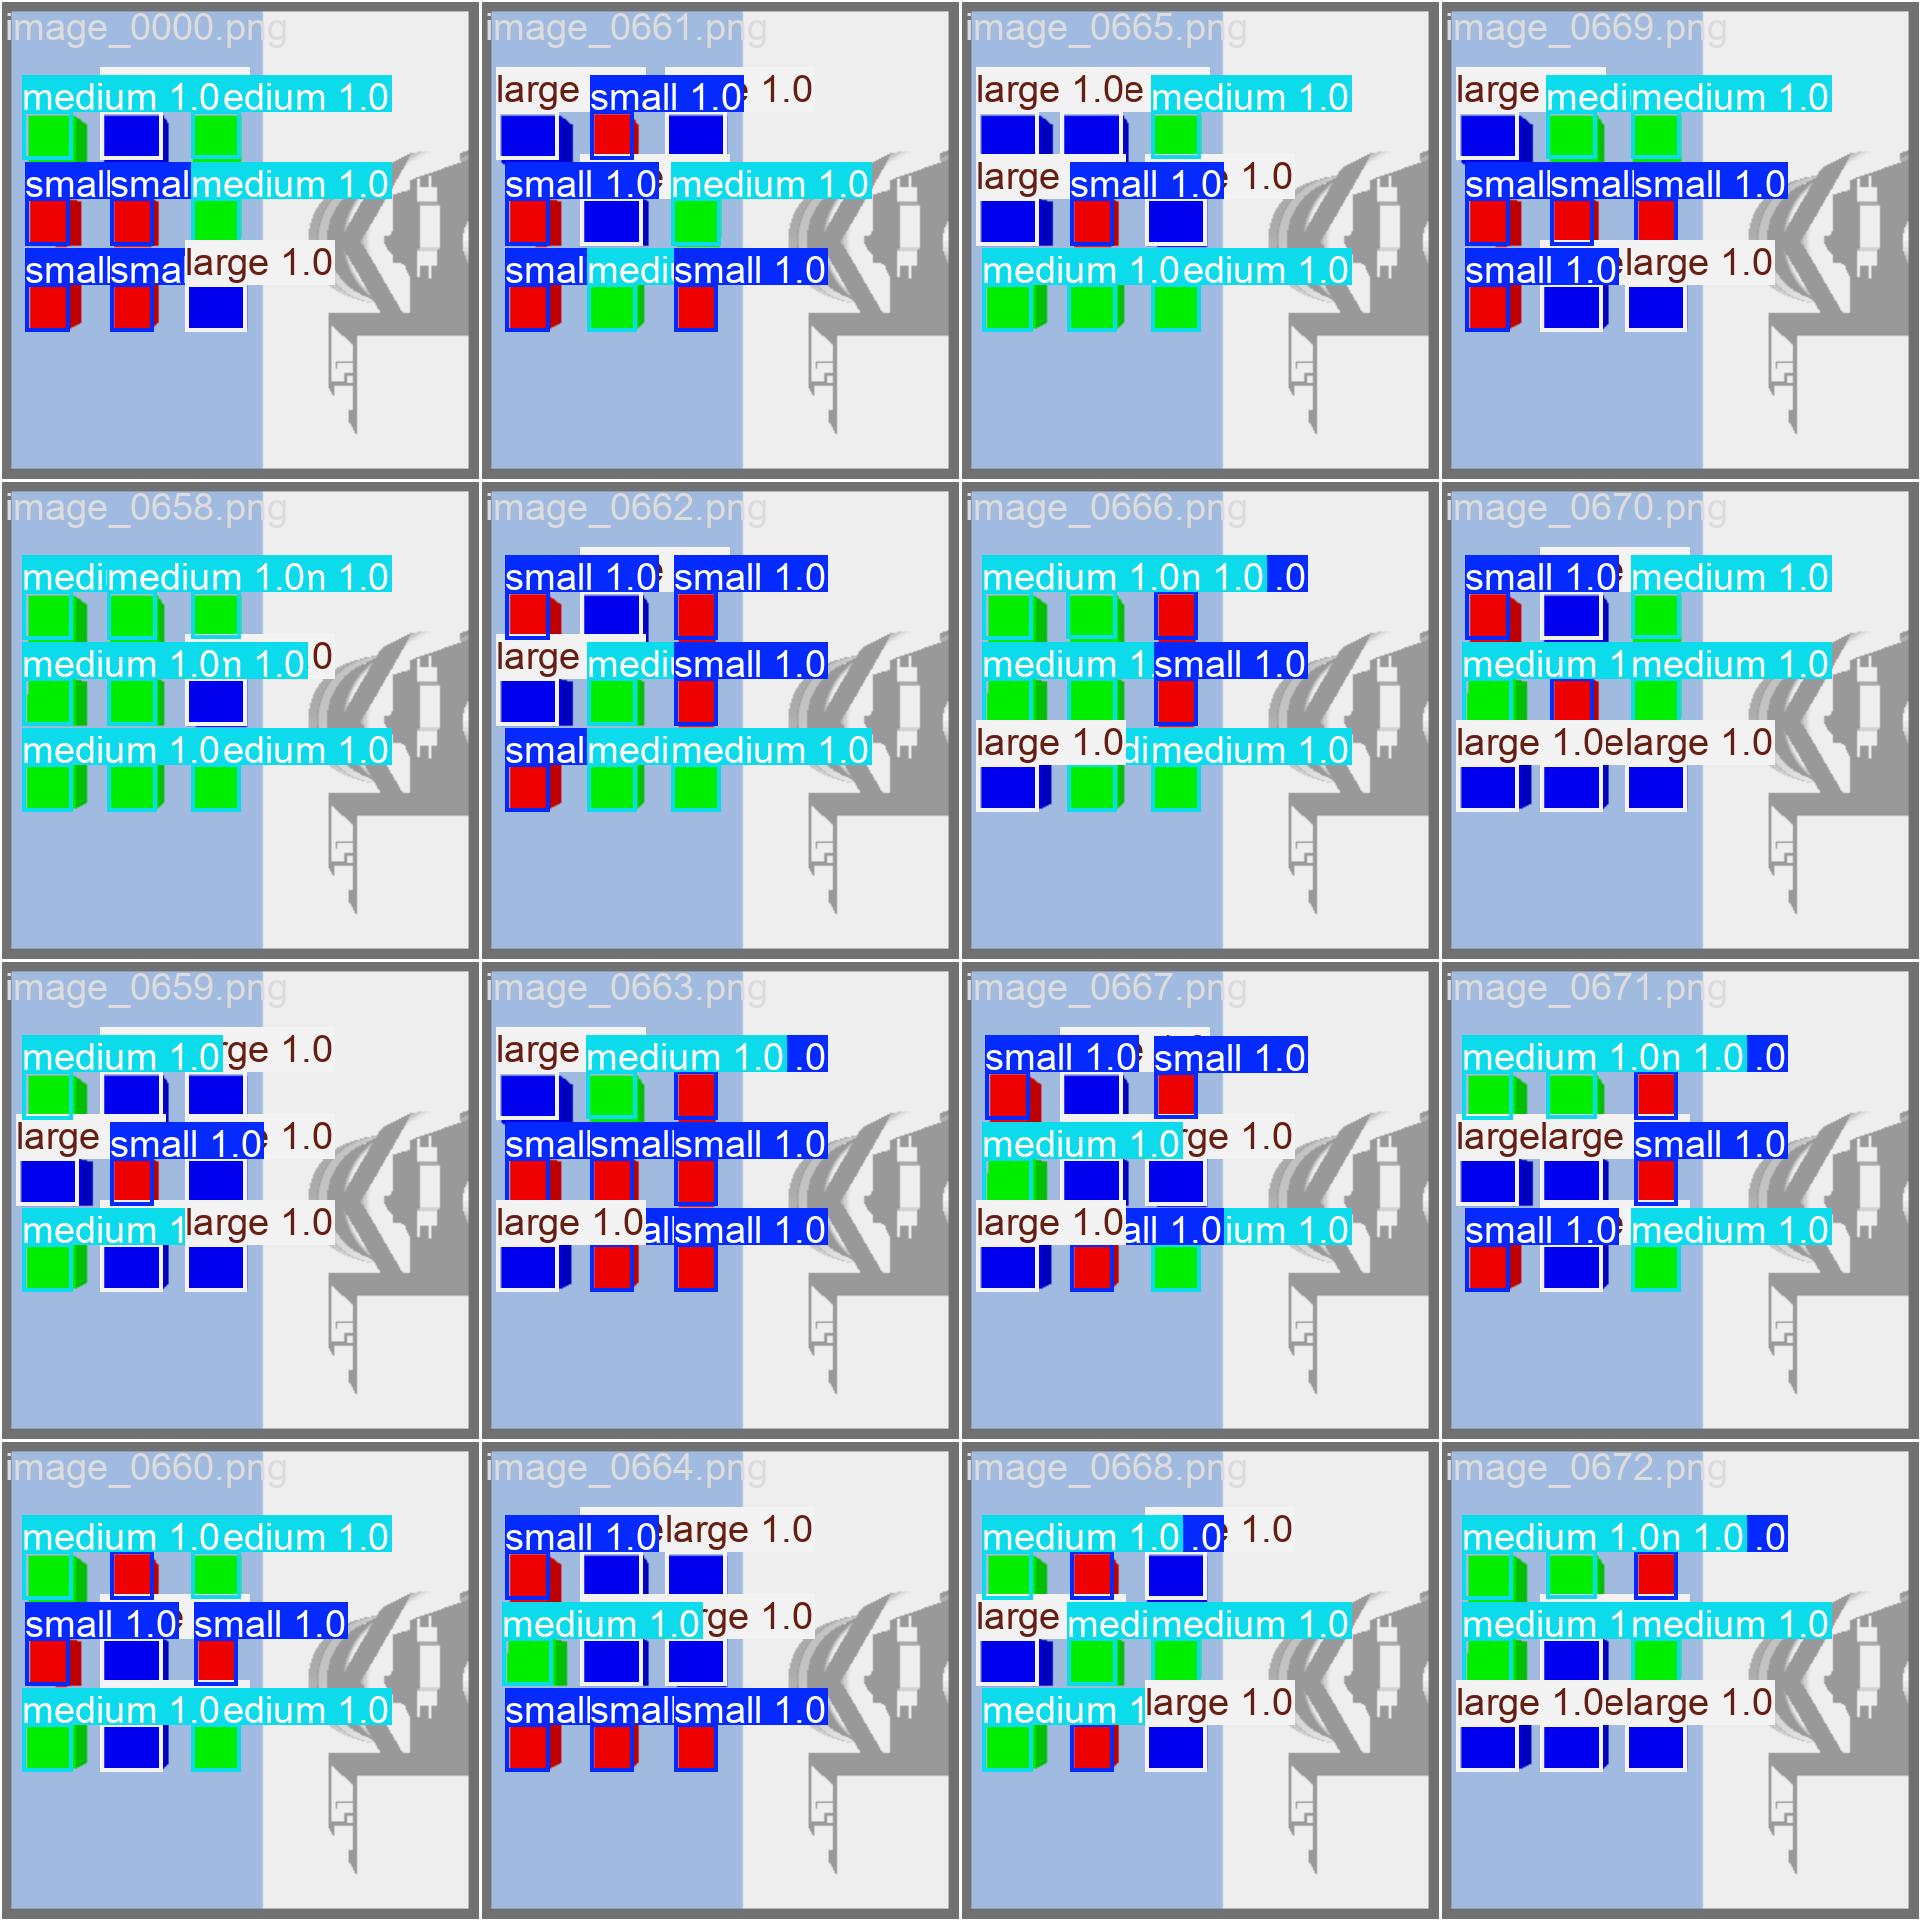 image_0000.png
medium 1.0 edium 1.0
small smal medium 1.0
small sma large 1.0
image_0661.png
large small 1.0 1.0
small 1.0 medium 1.0
smal medi small 1.0
image_0665.png
large 1.0e medium 1.0
large small 1.0 1.0
medium 1.0 edium 1.0
image_0669.png
large medi medium 1.0
small small small 1.0
small 1.0 large 1.0
image_0658.png
medi medium 1.0n 1.0
medium 1.0n 1.0 0
medium 1.0 edium 1.0
image_0662.png
small 1.0 small 1.0
large medi small 1.0
smal medi medium 1.0
image_0666.png
medium 1.0n 1.0 .0
medium 1. small 1.0
large 1.0 dimedium 1.0
image_0670.png
small 1.0 medium 1.0
medium 1 medium 1.0
large 1.0e large 1.0
image_0659.png
medium 1.0 rge 1.0
large small 1.0 1.0
medium 1 large 1.0
image_0663.png
large medium 1.0 .0
small small small 1.0
large 1.0 al small 1.0
image_0667.png
small 1.0 small 1.0
medium 1.0 rge 1.0
large 1.0 all 1.0 ium 1.0
image_0671.png
medium 1.0n 1.0 .0
large large small 1.0
small 1.0 medium 1.0
image_0660.png
medium 1.0 edium 1.0
small 1.0 small 1.0
medium 1.0 edium 1.0
image_0664.png
small 1.0 large 1.0
medium 1.0 rge 1.0
small smal small 1.0
image_0668.png
medium 1.0 .0 1.0
large medi medium 1.0
medium 1 large 1.0
image_0672.png
medium 1.0n 1.0 .0
medium 1 medium 1.0
large 1.0e large 1.0